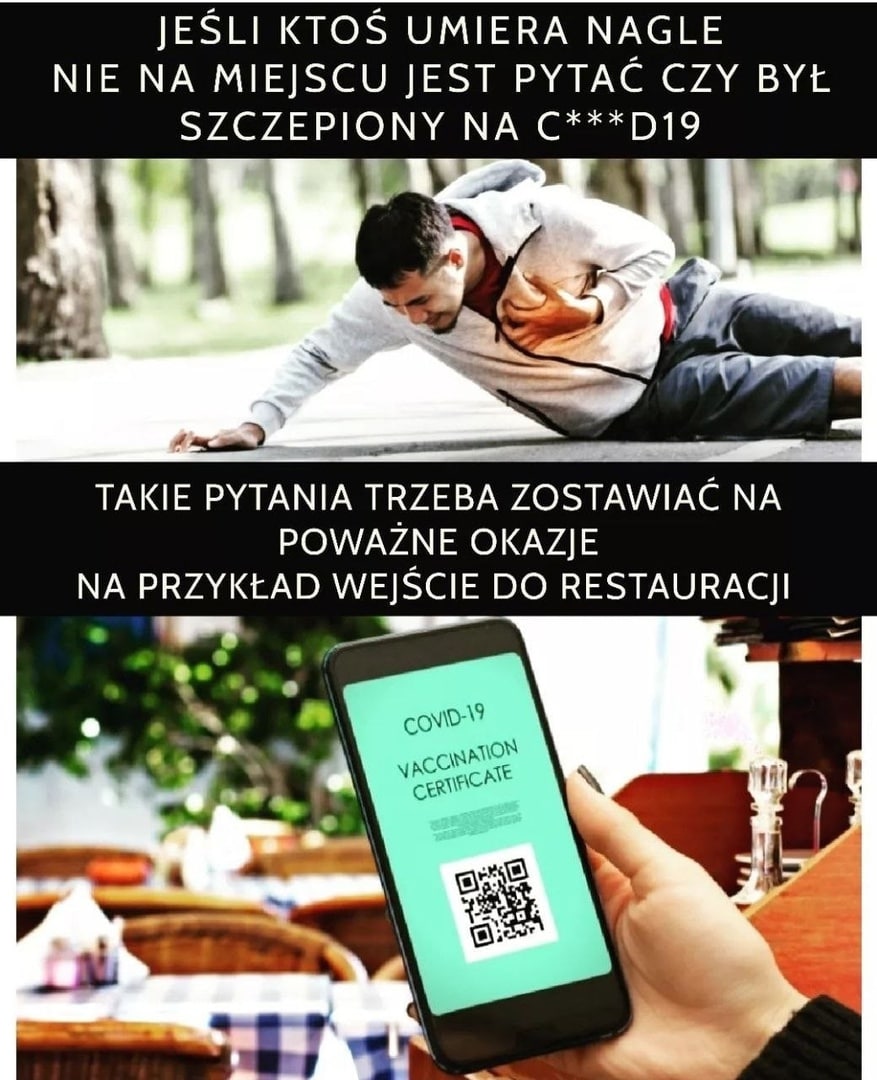 JEŚLI KTOŚ UMIERA NAGLE
NIE NA MIEJSCU JEST PYTAĆ CZY BYŁ
SZCZEPIONY NA C***D19
TAKIE PYTANIA TRZEBA ZOSTAWIAĆ NA
POWAŻNE OKAZJE
NA PRZYKŁAD WEJŚCIE DO RESTAURACJI
COVID-19
VACCINATION
CERTIFICATE